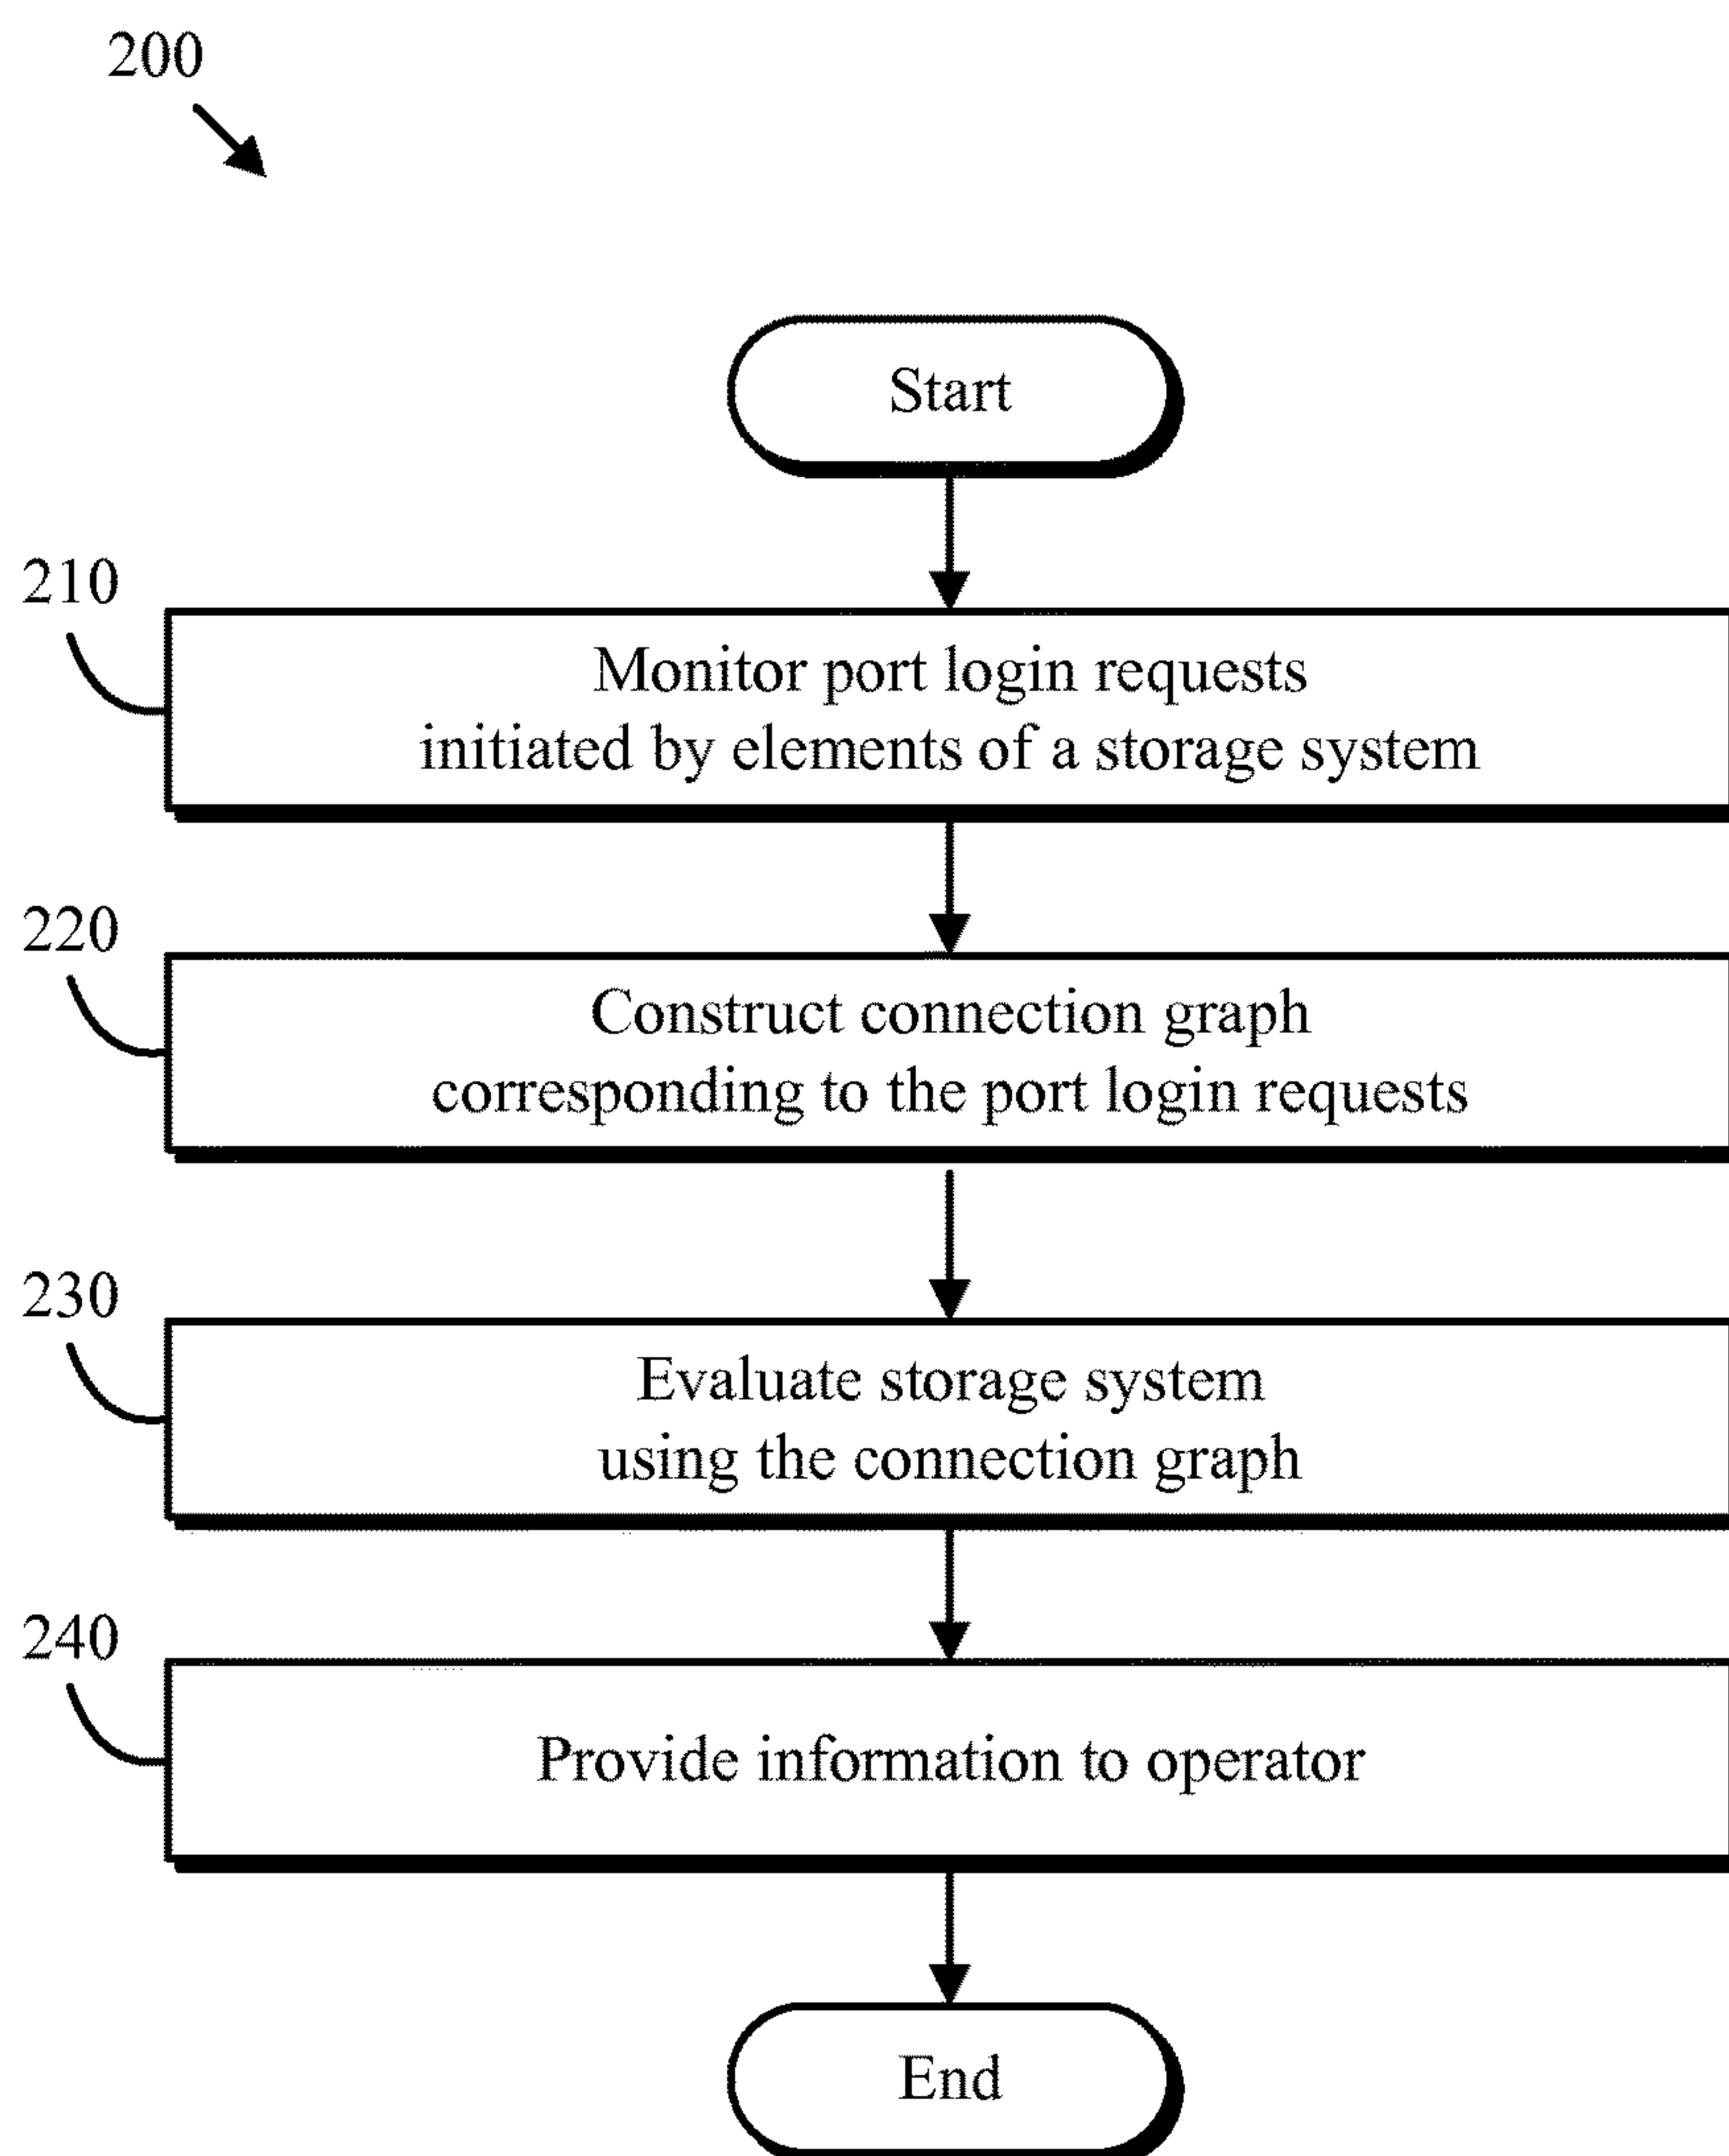 200
Start
210
Monitor port login requests
initiated by elements of a storage system
220
Construct connection graph
corresponding to the port login requests
230
Evaluate storage system
using the connection graph
240
Provide information to operator
End